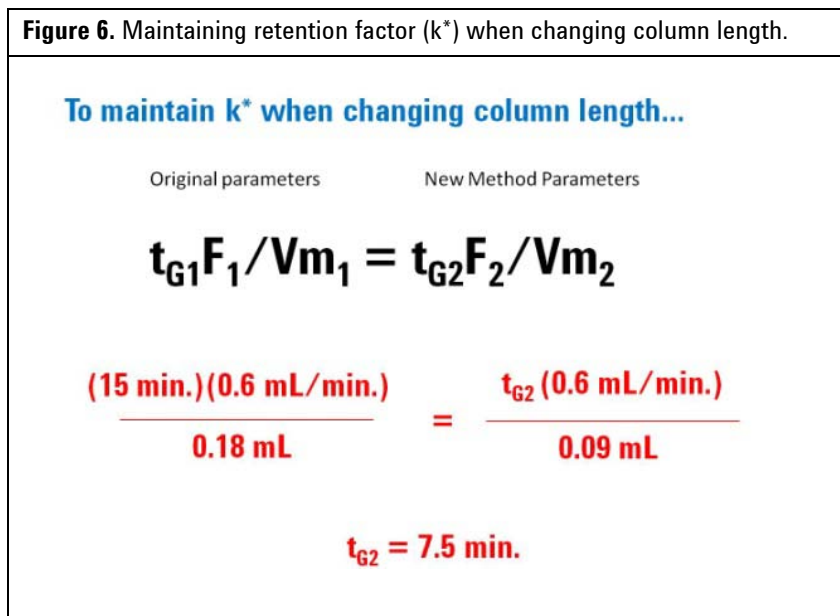 Figure 6. Maintaining retention factor (k*) when changing column length.
To maintain k* when changing column length...
Original parameters New Method Parameters
tG1F1/Vm1 = tG2F2/Vm2
(15 min.)(0.6 mL/min.) tG2 (0.6 mL/min.)
=
0.18 mL 0.09 mL
tG2 = 7.5 min.